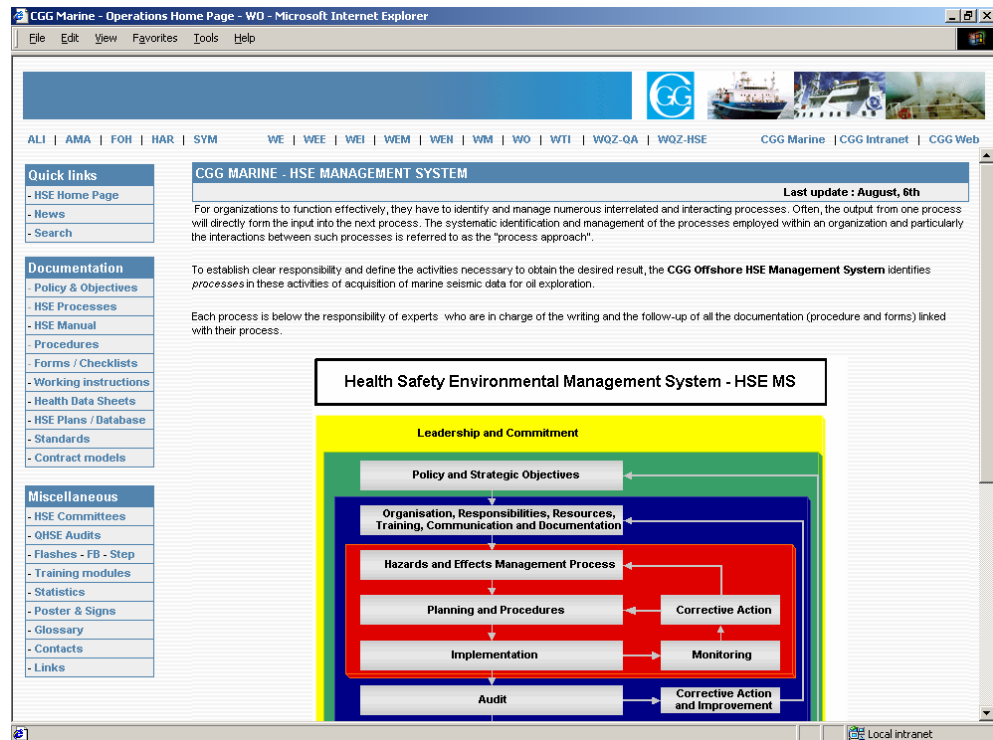 CGG Marine - Operations Home Page - WO - Microsoft Internet Explorer
File Edit View Favorites Tools Help
CGG
ALI | AMA | FOH | HAR | SYM WE | WEE | WEI | WEM | WEN | WM | WO | WTI | WQZ-QA | WQZ-HSE CGG Marine | CGG Intranet | CGG Web
Quick links
- HSE Home Page
- News
- Search
Documentation
- Policy & Objectives
- HSE Processes
- HSE Manual
- Procedures
- Forms / Checklists
- Working instructions
- Health Data Sheets
- HSE Plans / Database
- Standards
- Contract models
Miscellaneous
- HSE Committees
- QHSE Audits
- Flashes - FB - Step
- Training modules
- Statistics
- Poster & Signs
- Glossary
- Contacts
- Links
CGG MARINE - HSE MANAGEMENT SYSTEM
Last update : August, 6th
For organizations to function effectively, they have to identify and manage numerous interrelated and interacting processes. Often, the output from one process
will directly form the input into the next process. The systematic identification and management of the processes employed within an organization and particularly
the interactions between such processes is referred to as the "process approach".
To establish clear responsibility and define the activities necessary to obtain the desired result, the CGG Offshore HSE Management System identifies
processes in these activities of acquisition of marine seismic data for oil exploration.
Each process is below the responsibility of experts who are in charge of the writing and the follow-up of all the documentation (procedure and forms) linked
with their process.
Health Safety Environmental Management System - HSE MS
Leadership and Commitment
Policy and Strategic Objectives
Organisation, Responsibilities, Resources,
Training, Communication and Documentation
Hazards and Effects Management Process
Planning and Procedures
Corrective Action
Implementation
Monitoring
Audit
Corrective Action
and Improvement
Local intranet